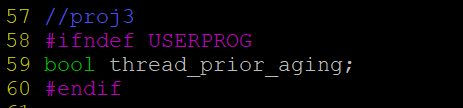 57 //proj3
58 #ifndef USERPROG
59 bool thread_prior_aging;
60 #endif